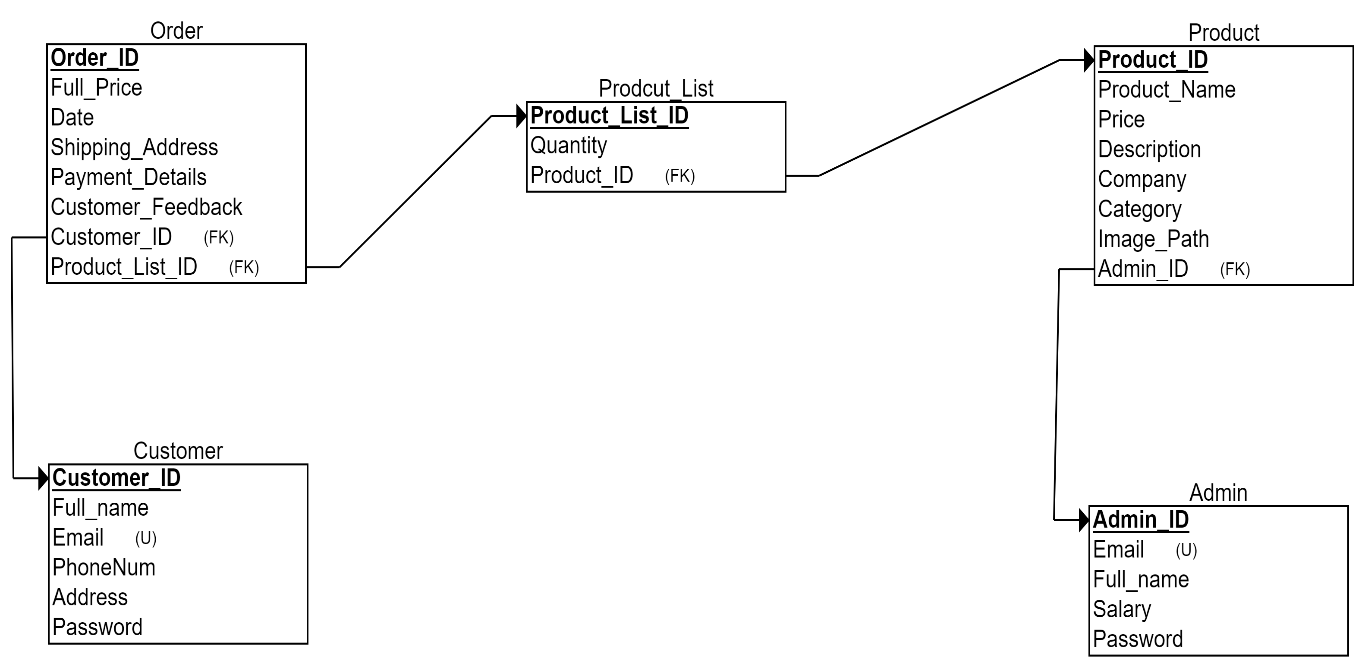 Order
Order_ID
Full_Price
Date
Shipping_Address
Payment_Details
Customer_Feedback
Customer_ID (FK)
Product_List_ID (FK)
Prodcut_List
Product_List_ID
Quantity
Product_ID (FK)
Product
Product_ID
Product_Name
Price
Description
Company
Category
Image_Path
Admin_ID (FK)
Customer
Customer_ID
Full_name
Email (U)
PhoneNum
Address
Password
Admin
Admin_ID
Email (U)
Full_name
Salary
Password